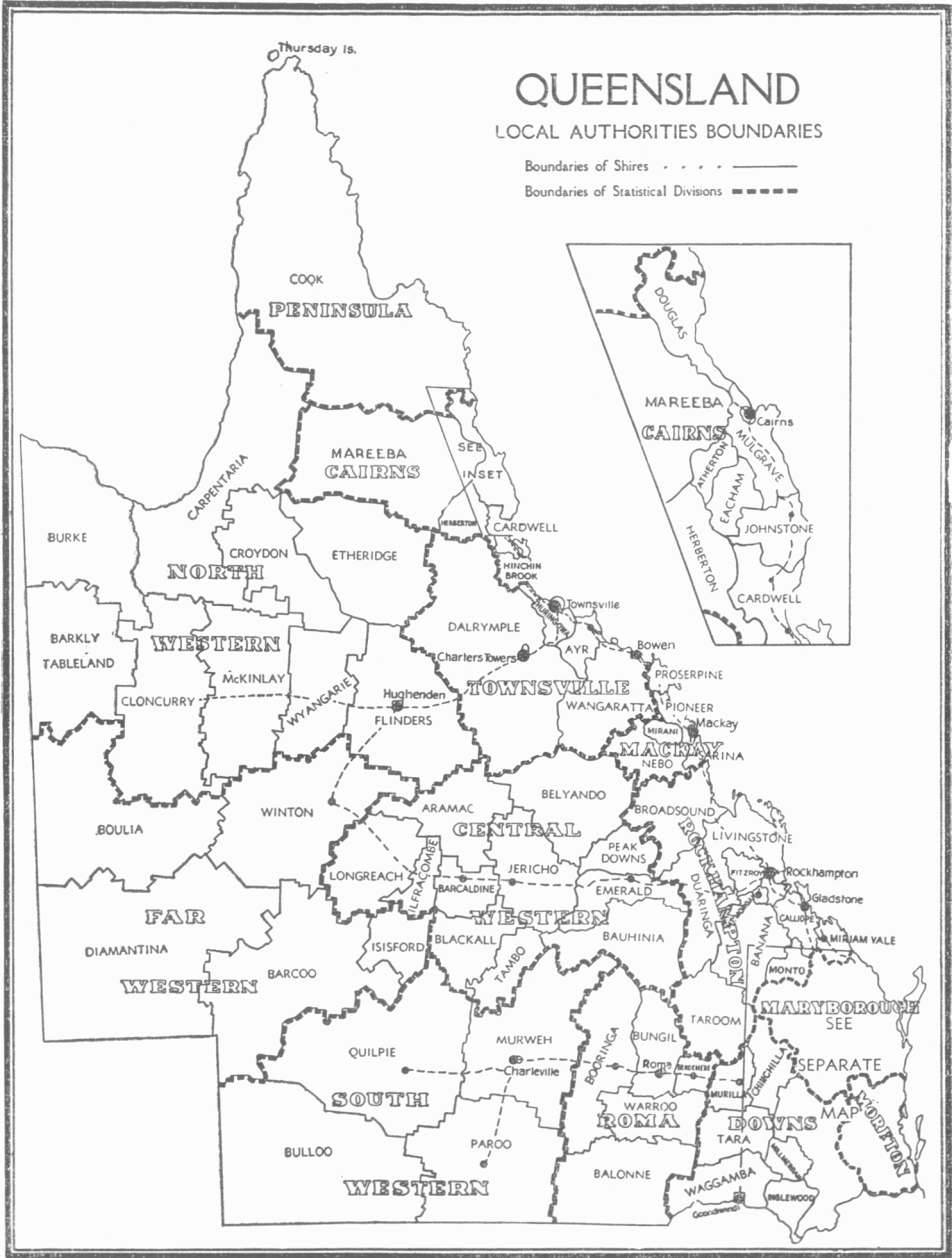 Thursday Is.
QUEENSLAND
LOCAL AUTHORITIES BOUNDARIES
Boundaries of Shires
Boundaries of Statistical Divisions
COOK
PENINSULA
DOUGLAS
MAREEBA
CAIRNS
Cairns
MULGRAVE
ATHERTON
EACHAM
JOHNSTONE
HERBERTON
CARDWELL
MAREEBA
CAIRNS
SEE
INSET
HERBERTON
CARDWELL
HINCHIN
BROOK
CARPENTARIA
BURKE
CROYDON
ETHERIDGE
NORTH
WESTERN
BARKLY
TABLELAND
CLONCURRY
McKINLAY
WYANGARIE
Hughenden
FLINDERS
Townsville
DALRYMPLE
Charters Towers
AYR
Bowen
TOWNSVILLE
WANGARATTA
PROSERPINE
PIONEER
MIRANI
Mackay
MACKAY
NEBO
BOULIA
WINTON
ARAMAC
BELYANDO
CENTRAL
WESTERN
BROADSOUND
LIVINGSTONE
ROCKHAMPTON
PEAK
DOWNS
LONGREACH
ILFRACOMBE
BARCALDINE
JERICHO
EMERALD
DUARINGA
FITZROY
Rockhampton
Gladstone
CALLIOPE
BANANA
MIRIAM VALE
MONTO
FAR
WESTERN
DIAMANTINA
BARCOO
ISISFORD
BLACKALL
TAMBO
BAUHINIA
TAROOM
MARYBOROUGH
SEE
SEPARATE
MAP
QUILPIE
MURWEH
Charleville
BOORINGA
BUNGIL
Roma
MURILLA
CHINCHILLA
SOUTH
WESTERN
WARROO
ROMA
DOWNS
TARA
MORETON
BULLOO
PAROO
BALONNE
WAGGAMBA
INGLEWOOD
Goondiwindi